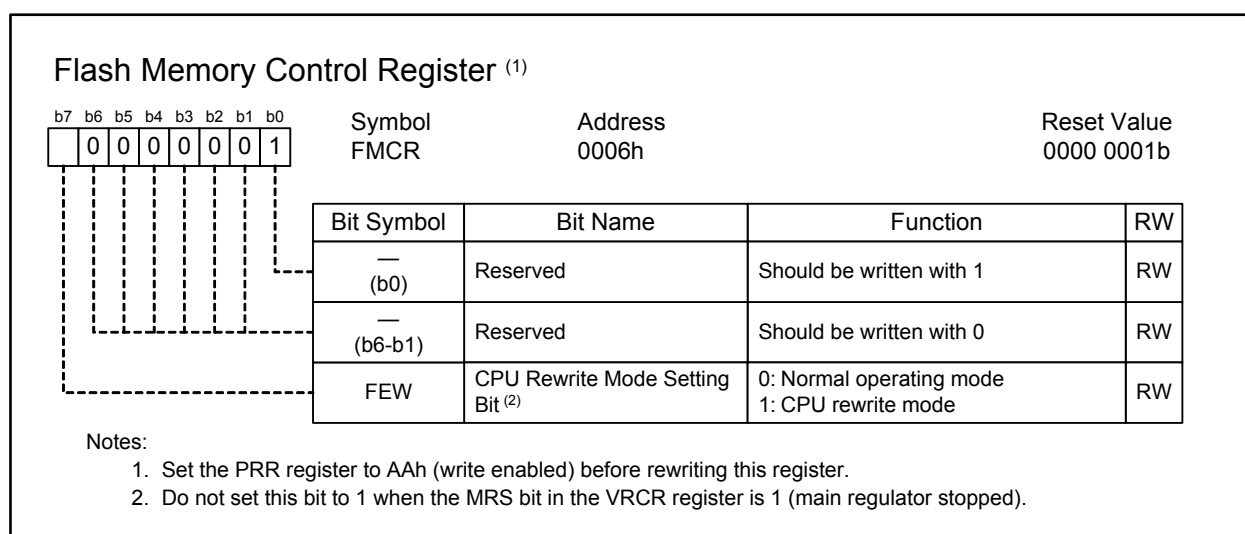 Flash Memory Control Register (1)
b7 b6 b5 b4 b3 b2 b1 b0
0 0 0 0 0 0 1
Symbol Address Reset Value
FMCR 0006h 0000 0001b
Bit Symbol Bit Name Function RW
—
(b0) Reserved Should be written with 1 RW
—
(b6-b1) Reserved Should be written with 0 RW
FEW CPU Rewrite Mode Setting
Bit (2) 0: Normal operating mode
1: CPU rewrite mode RW
Notes:
1. Set the PRR register to AAh (write enabled) before rewriting this register.
2. Do not set this bit to 1 when the MRS bit in the VRCR register is 1 (main regulator stopped).